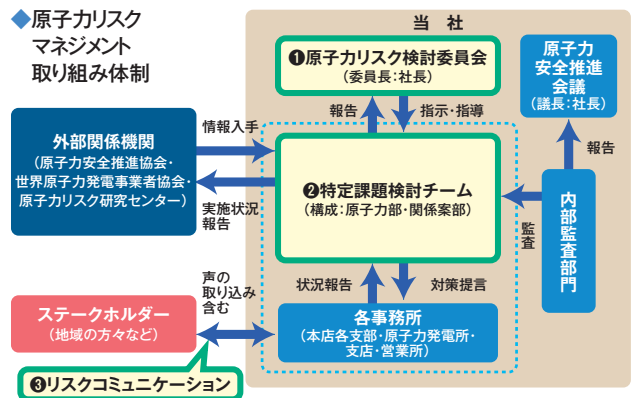 ◆原子力リスク
マネジメント
取り組み体制
当社
❶原子力リスク検討委員会
（委員長：社長）
原子力
安全推進
会議
（議長：社長）
報告
指示・指導
報告
外部関係機関
（原子力安全推進協会・
世界原子力発電事業者協会・
原子力リスク研究センター）
情報入手
実施状況
報告
❷特定課題検討チーム
（構成：原子力部・関係案部）
監査
内部監査部門
状況報告
対策提言
声の
取り込み
含む
ステークホルダー
（地域の方々など）
各事務所
（本店各支部・原子力発電所・
支店・営業所）
❸リスクコミュニケーション